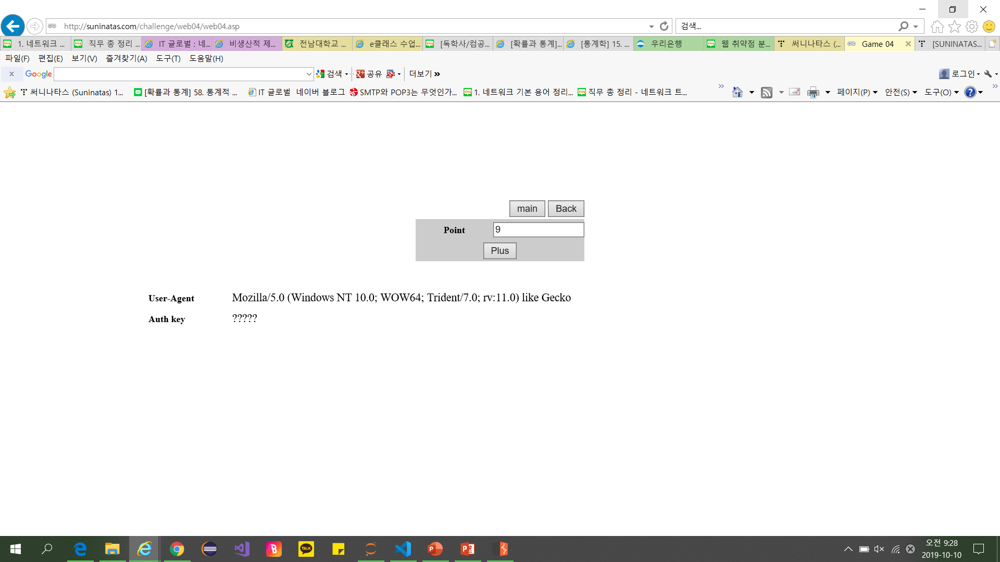 http://suninatas.com/challenge/web04/web04.asp
검색...
1. 네트워크 ...
직무 총 정리 ...
IT 글로벌 : 네...
비생산적 제...
전남대학교 ...
e클래스 수업...
[독학사/컴공...
[확률과 통계]...
[통계학] 15. ...
우리은행
웹 취약점 분...
써니나타스 (...
Game 04
[SUNINATAS...
파일(F) 편집(E) 보기(V) 즐겨찾기(A) 도구(T) 도움말(H)
x Google 검색 공유 더보기 » 로그인
써니나타스 (Suninatas) 1... [확률과 통계] 58. 통계적 ... IT 글로벌 네이버 블로그 SMTP와 POP3는 무엇인가... 1. 네트워크 기본 용어 정리... 직무 총 정리 - 네트워크 트... » 페이지(P) 안전(S) 도구(O) »
main Back
Point 9
Plus
User-Agent Mozilla/5.0 (Windows NT 10.0; WOW64; Trident/7.0; rv:11.0) like Gecko
Auth key ?????
TALK
오전 9:28
2019-10-10